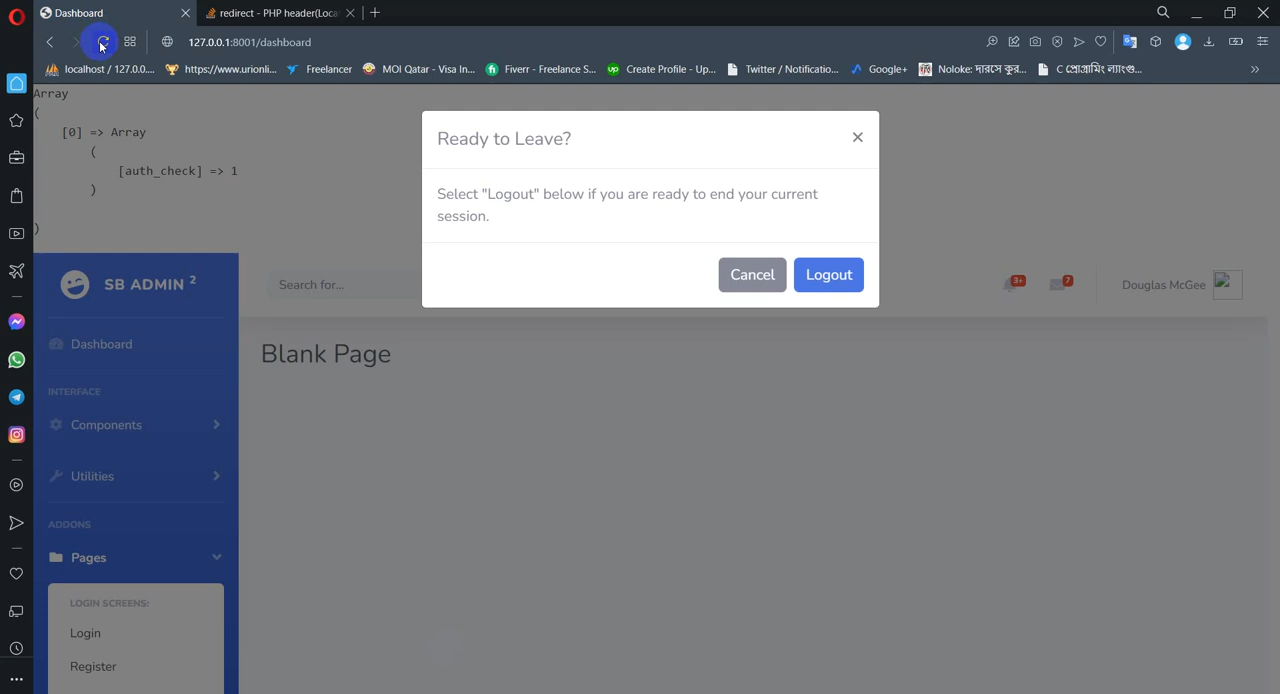 Dashboard
redirect - PHP header(Loca
127.0.0.1:8001/dashboard
localhost / 127.0.0....
https://www.urionli...
Freelancer
MOI Qatar - Visa In...
Fiverr - Freelance S...
Create Profile - Up...
Twitter / Notificatio...
Google+
Noloke: দারসে কুর...
C প্রোগ্রামিং ল্যাংগু...
Array
(
[0] => Array
(
[auth_check] => 1
)
)
Ready to Leave?
Select "Logout" below if you are ready to end your current
session.
Cancel
Logout
SB ADMIN 2
Search for...
3+
7
Douglas McGee
Dashboard
Blank Page
INTERFACE
Components
Utilities
ADDONS
Pages
LOGIN SCREENS:
Login
Register